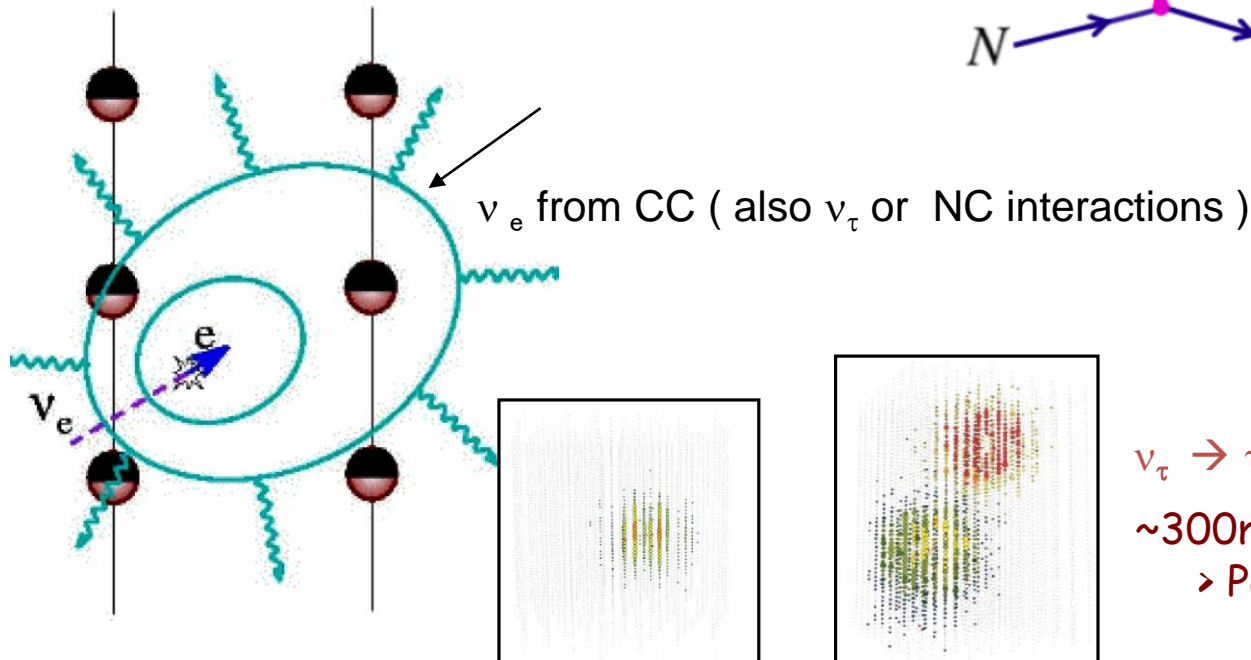 N
ν e from CC ( also ντ or NC interactions )
e
νe
ντ →
~300
>